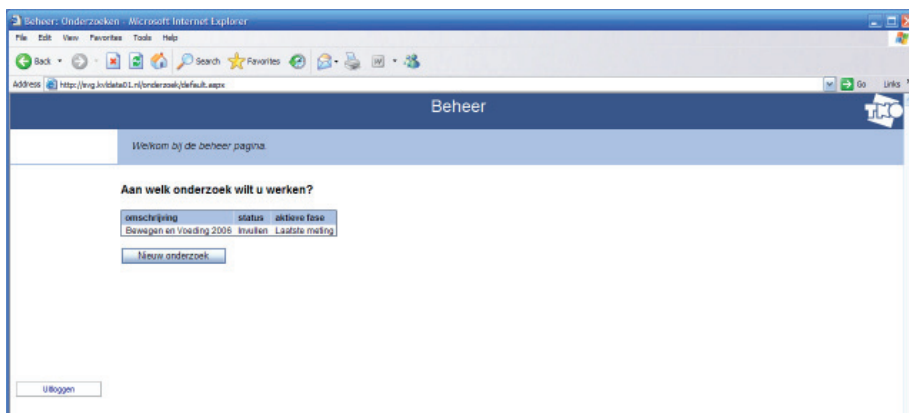 Beheer: Onderzoeken - Microsoft Internet Explorer
File Edit View Favorites Tools Help
Back Search Favorites
Address Go Links
Beheer
TNO
Welkom bij de beheer pagina.
Aan welk onderzoek wilt u werken?
omschrijving status aktieve fase
Bewegen en Voeding 2006 Invullen Laatste meting
Nieuw onderzoek
Uitloggen